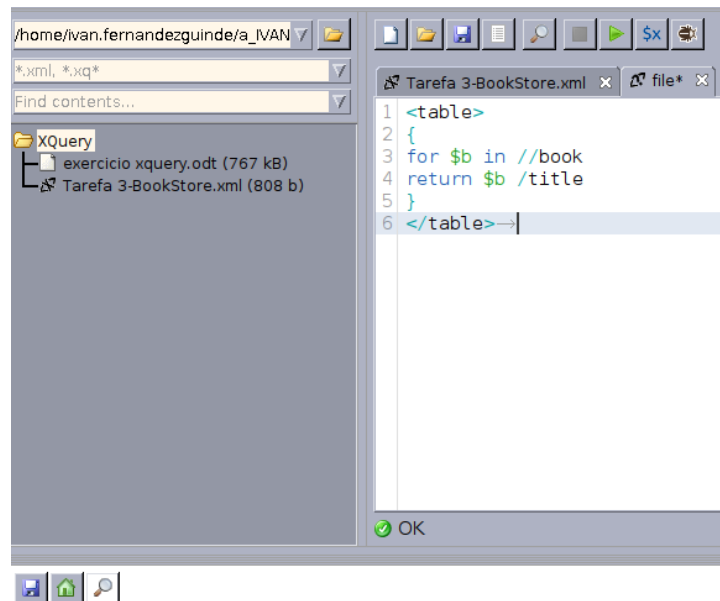 /home/ivan.fernandezguinde/a_IVAN
*.xml, *.xq*
Find contents...
XQuery
exercicio xquery.odt (767 kB)
Tarefa 3-BookStore.xml (808 b)
$x
Tarefa 3-BookStore.xml
file*
1 <table>
2 {
3 for $b in //book
4 return $b /title
5 }
6 </table>→
OK